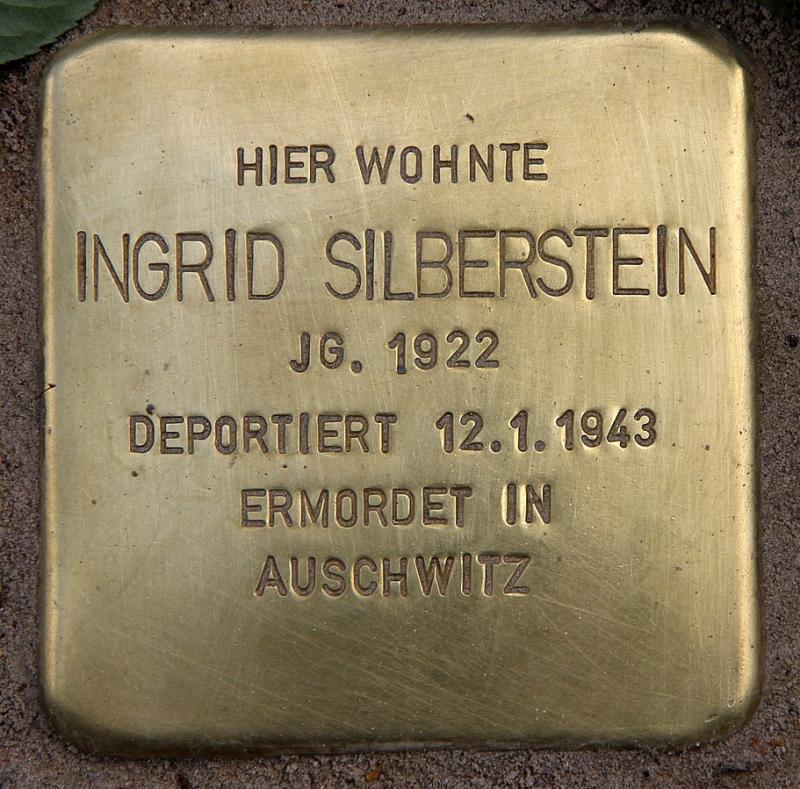 HIER WOHNTE
INGRID SILBERSTEIN
JG. 1922
DEPORTIERT 12.1.1943
ERMORDET IN
AUSCHWITZ